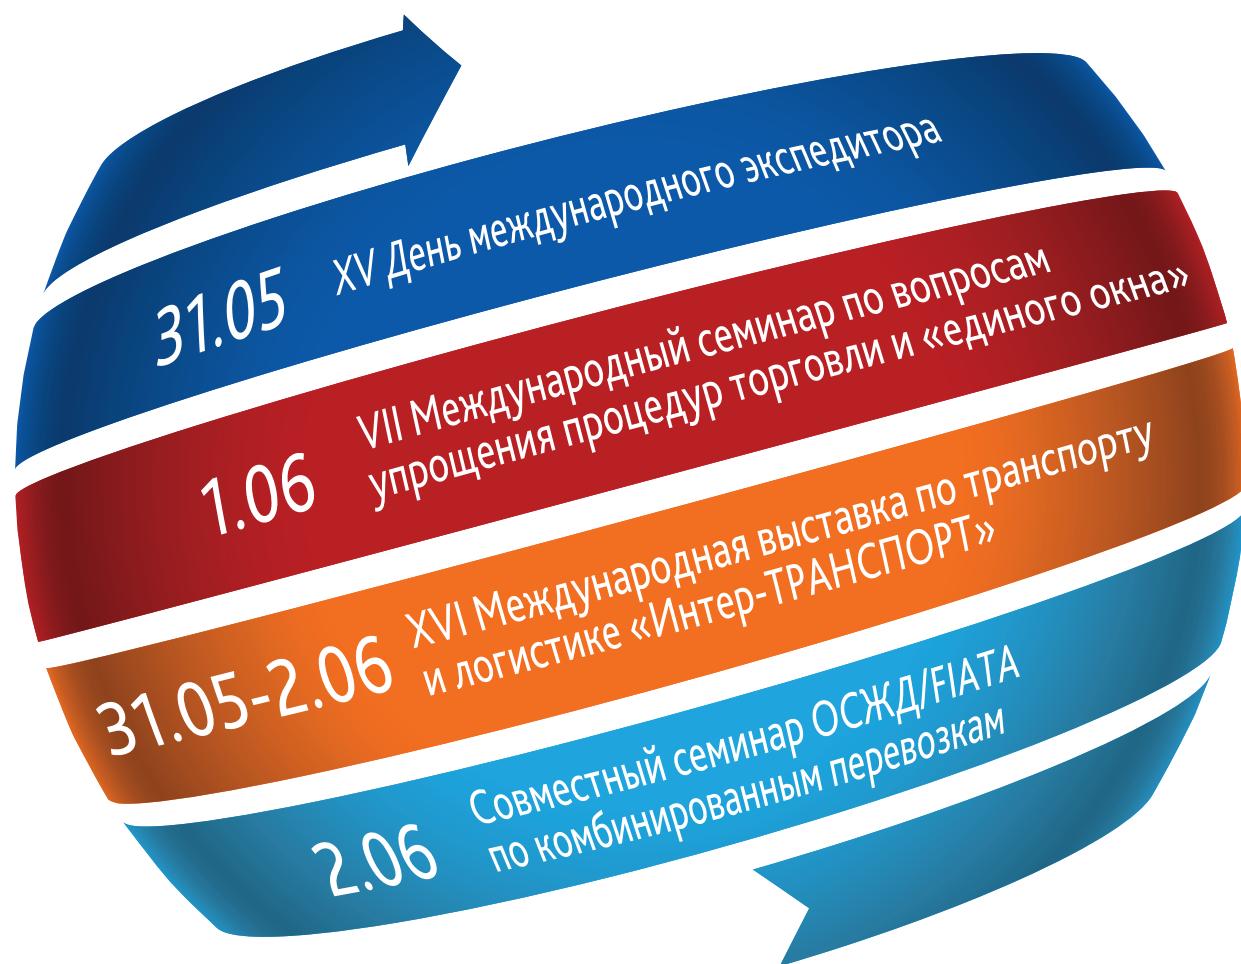 31.05
XV День международного экспедитора
1.06
VII Международный семинар по вопросам
упрощения процедур торговли и «единого окна»
31.05-2.06
XVI Международная выставка по транспорту
и логистике «Интер-ТРАНСПОРТ»
2.06
Совместный семинар ОСЖД/FIATA
по комбинированным перевозкам